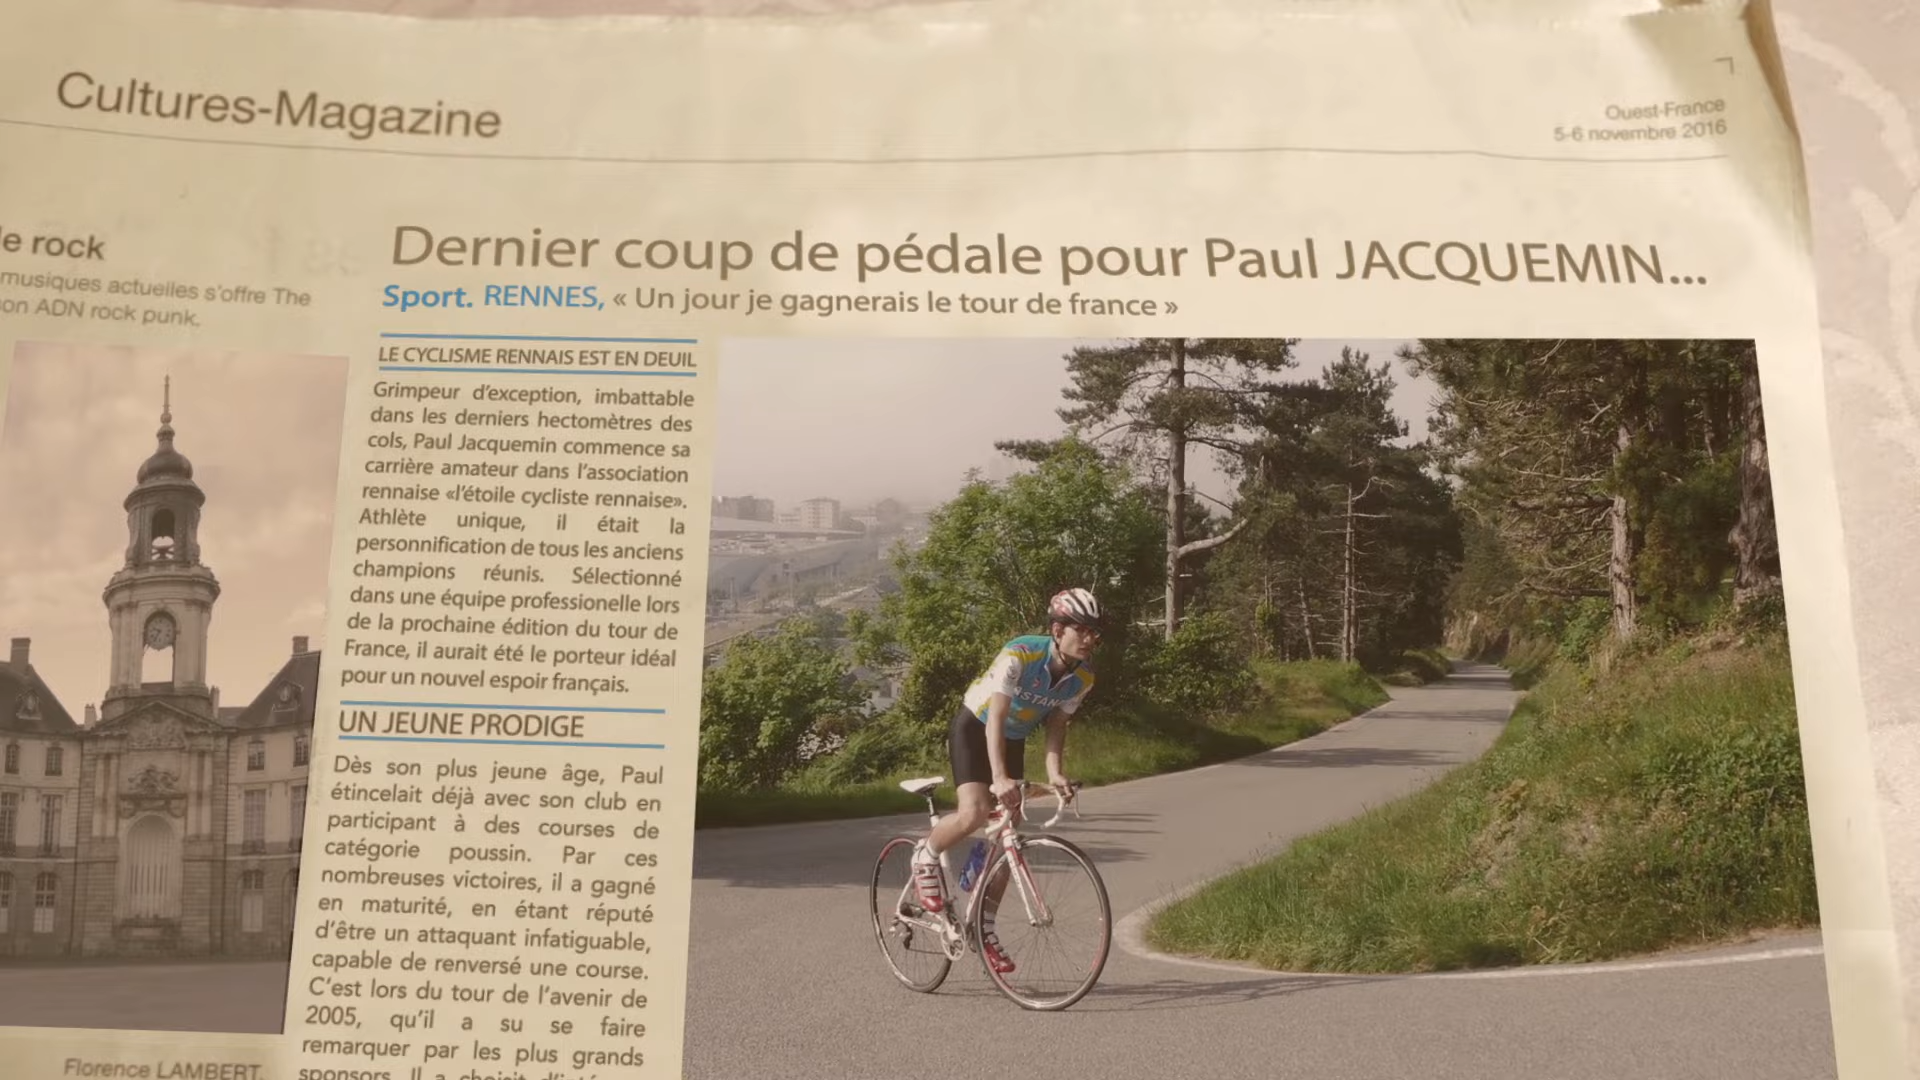 Cultures-Magazine
Ouest-France
5-6 novembre 2016
le rock
musiques actuelles s'offre The
son ADN rock punk.
Florence LAMBERT.
Dernier coup de pédale pour Paul JACQUEMIN...
Sport. RENNES, « Un jour je gagnerais le tour de france »
LE CYCLISME RENNAIS EST EN DEUIL
Grimpeur d'exception, imbattable
dans les derniers hectomètres des
cols, Paul Jacquemin commence sa
carrière amateur dans l'association
rennaise «l'étoile cycliste rennaise».
Athlète unique, il était la
personnification de tous les anciens
champions réunis. Sélectionné
dans une équipe professionelle lors
de la prochaine édition du tour de
France, il aurait été le porteur idéal
pour un nouvel espoir français.
UN JEUNE PRODIGE
Dès son plus jeune âge, Paul
étincelait déjà avec son club en
participant à des courses de
catégorie poussin. Par ces
nombreuses victoires, il a gagné
en maturité, en étant réputé
d'être un attaquant infatiguable,
capable de renversé une course.
C'est lors du tour de l'avenir de
2005, qu'il a su se faire
remarquer par les plus grands
sponsors. Il a choisit
STAN